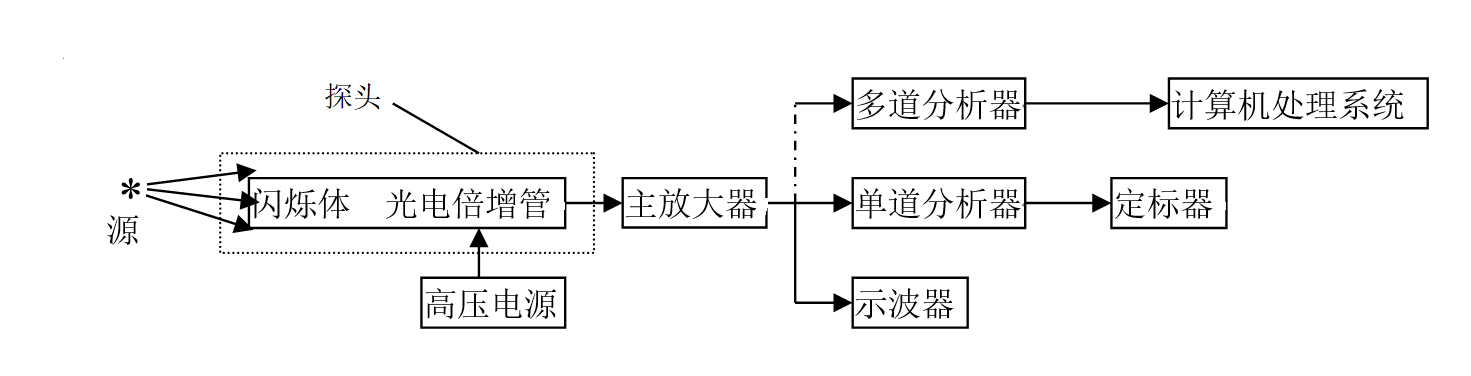 探头
多道分析器
计算机处理系统
*
闪烁体 光电倍增管
主放大器
单道分析器
定标器
源
高压电源
示波器